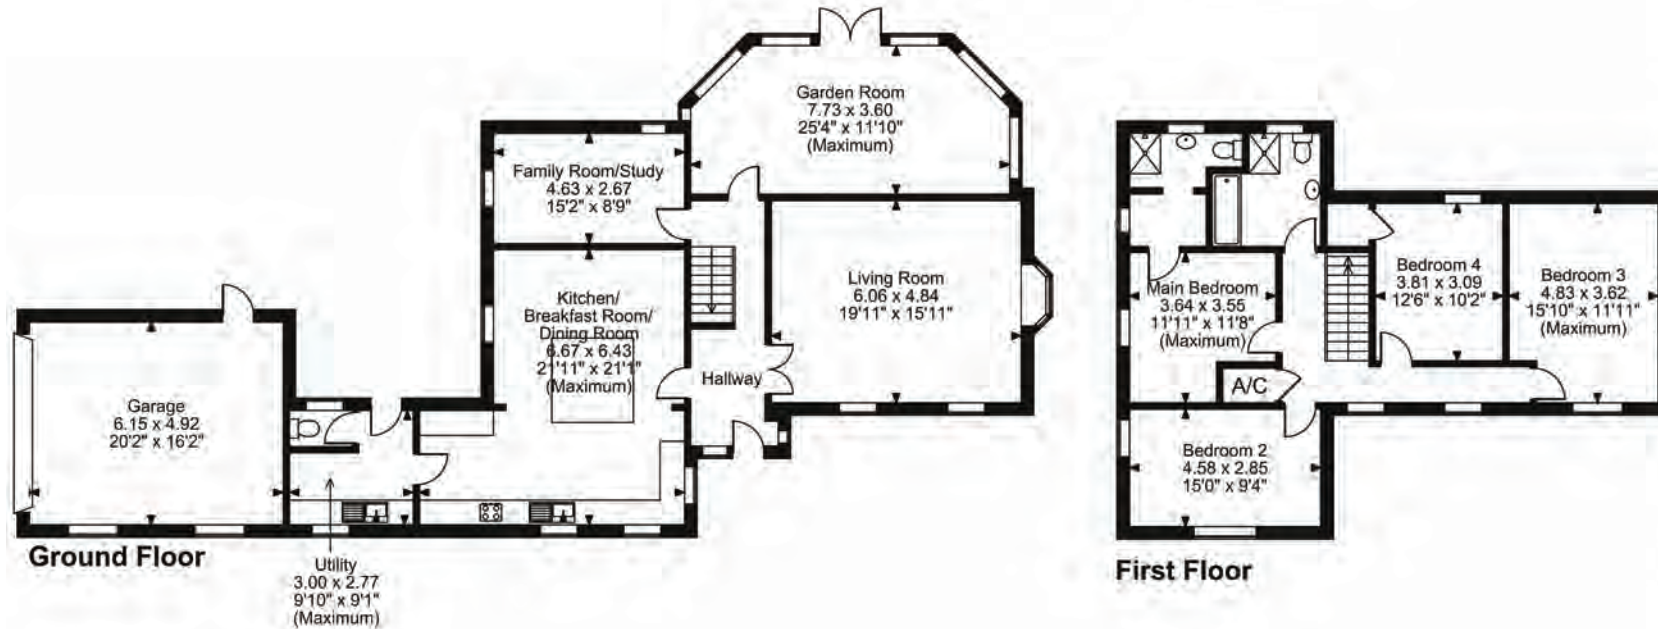 Garden Room
7.73 x 3.60
25'4" x 11'10"
(Maximum)
Family Room/Study
4.63 x 2.67
15'2" x 8'9"
Kitchen/
Breakfast Room/
Dining Room
6.67 x 6.43
21'11" x 21'1"
(Maximum)
Living Room
6.06 x 4.84
19'11" x 15'11"
Hallway
Garage
6.15 x 4.92
20'2" x 16'2"
Ground Floor
Utility
3.00 x 2.77
9'10" x 9'1"
(Maximum)
Main Bedroom
3.64 x 3.55
11'11" x 11'8"
(Maximum)
Bedroom 4
3.81 x 3.09
12'6" x 10'2"
Bedroom 3
4.83 x 3.62
15'10" x 11'11"
(Maximum)
A/C
Bedroom 2
4.58 x 2.85
15'0" x 9'4"
First Floor